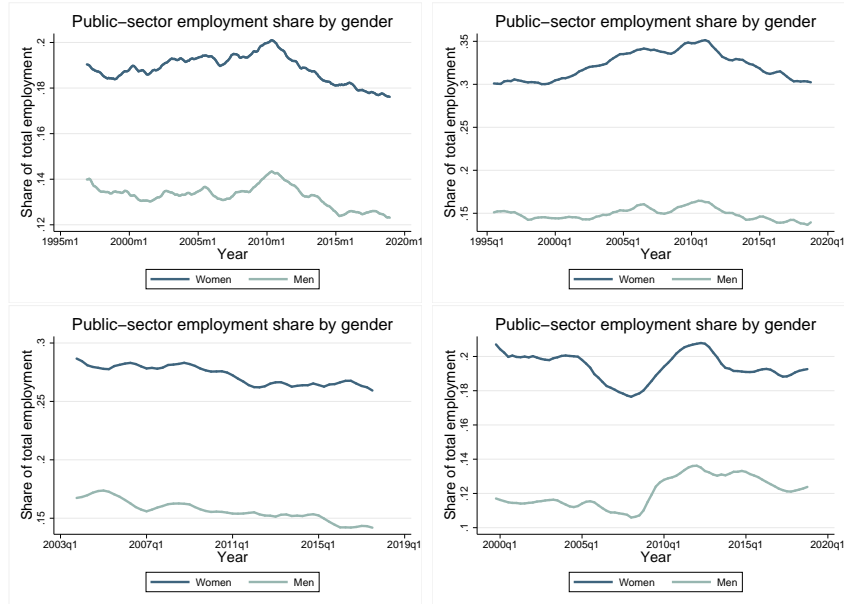 Public−sector employment share by gender
Share of total employment
.2
.18
.16
.14
.12
1995m1 2000m1 2005m1 2010m1 2015m1 2020m1
Year
Women Men
Public−sector employment share by gender
Share of total employment
.35
.3
.25
.2
.15
1995q1 2000q1 2005q1 2010q1 2015q1 2020q1
Year
Women Men
Public−sector employment share by gender
Share of total employment
.3
.25
.2
.15
2003q1 2007q1 2011q1 2015q1 2019q1
Year
Women Men
Public−sector employment share by gender
Share of total employment
.2
.18
.16
.14
.12
.1
2000q1 2005q1 2010q1 2015q1 2020q1
Year
Women Men